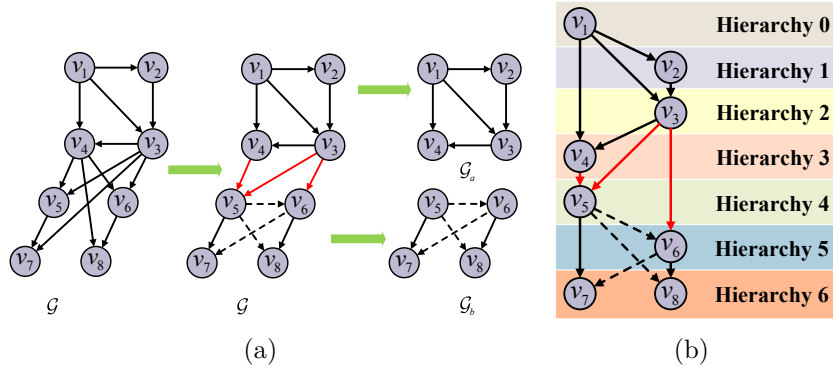 v1 v2
v4 v3
v5 v6
v7 v8
𝒢
v1 v2
v4 v3
v5 v6
v7 v8
𝒢
v1 v2
v4 v3
𝒢a
v5 v6
v7 v8
𝒢b
(a)
v1 Hierarchy 0
v2 Hierarchy 1
v3 Hierarchy 2
v4 Hierarchy 3
v5 Hierarchy 4
v6 Hierarchy 5
v7 v8 Hierarchy 6
(b)